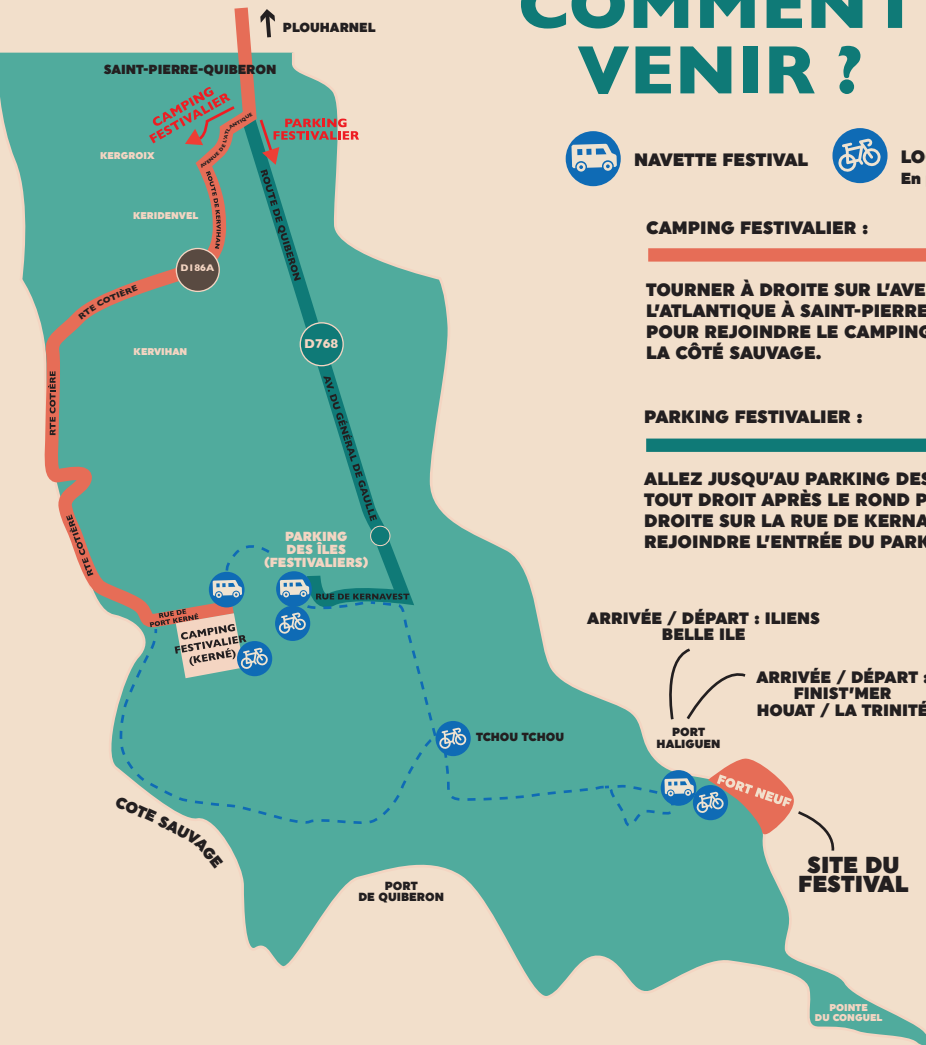 COMMENT
VENIR ?
PLOUHARNEL
SAINT-PIERRE-QUIBERON
CAMPING
FESTIVALIER
PARKING
FESTIVALIER
AVENUE DE L'ATLANTIQUE
KERGROIX
ROUTE DE KERVIHAN
ROUTE DE QUIBERON
KERIDENVEL
D186A
RTE COTIÈRE
D768
KERVIHAN
RTE COTIÈRE
AV. DU GÉNÉRAL DE GAULLE
RTE COTIÈRE
PARKING
DES ÎLES
(FESTIVALIERS)
RUE DE KERNAVEST
RUE DE
PORT KERNÉ
CAMPING
FESTIVALIER
(KERNÉ)
TCHOU TCHOU
COTE SAUVAGE
PORT
DE QUIBERON
NAVETTE FESTIVAL
LO
En
CAMPING FESTIVALIER :
TOURNER À DROITE SUR L'AVE
L'ATLANTIQUE À SAINT-PIERRE
POUR REJOINDRE LE CAMPING
LA CÔTÉ SAUVAGE.
PARKING FESTIVALIER :
ALLEZ JUSQU'AU PARKING DES
TOUT DROIT APRÈS LE ROND P
DROITE SUR LA RUE DE KERNA
REJOINDRE L'ENTRÉE DU PARK
ARRIVÉE / DÉPART : ILIENS
BELLE ILE
ARRIVÉE / DÉPART :
FINIST'MER
HOUAT / LA TRINITÉ
PORT
HALIGUEN
FORT NEUF
SITE DU
FESTIVAL
POINTE
DU CONGUEL